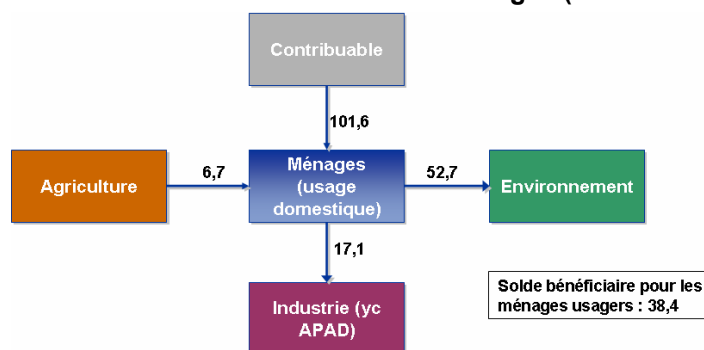 Contribuable
101,6
Agriculture
6,7
Ménages
(usage
domestique)
52,7
Environnement
17,1
Industrie (yc
APAD)
Solde bénéficiaire pour les
ménages usagers : 38,4